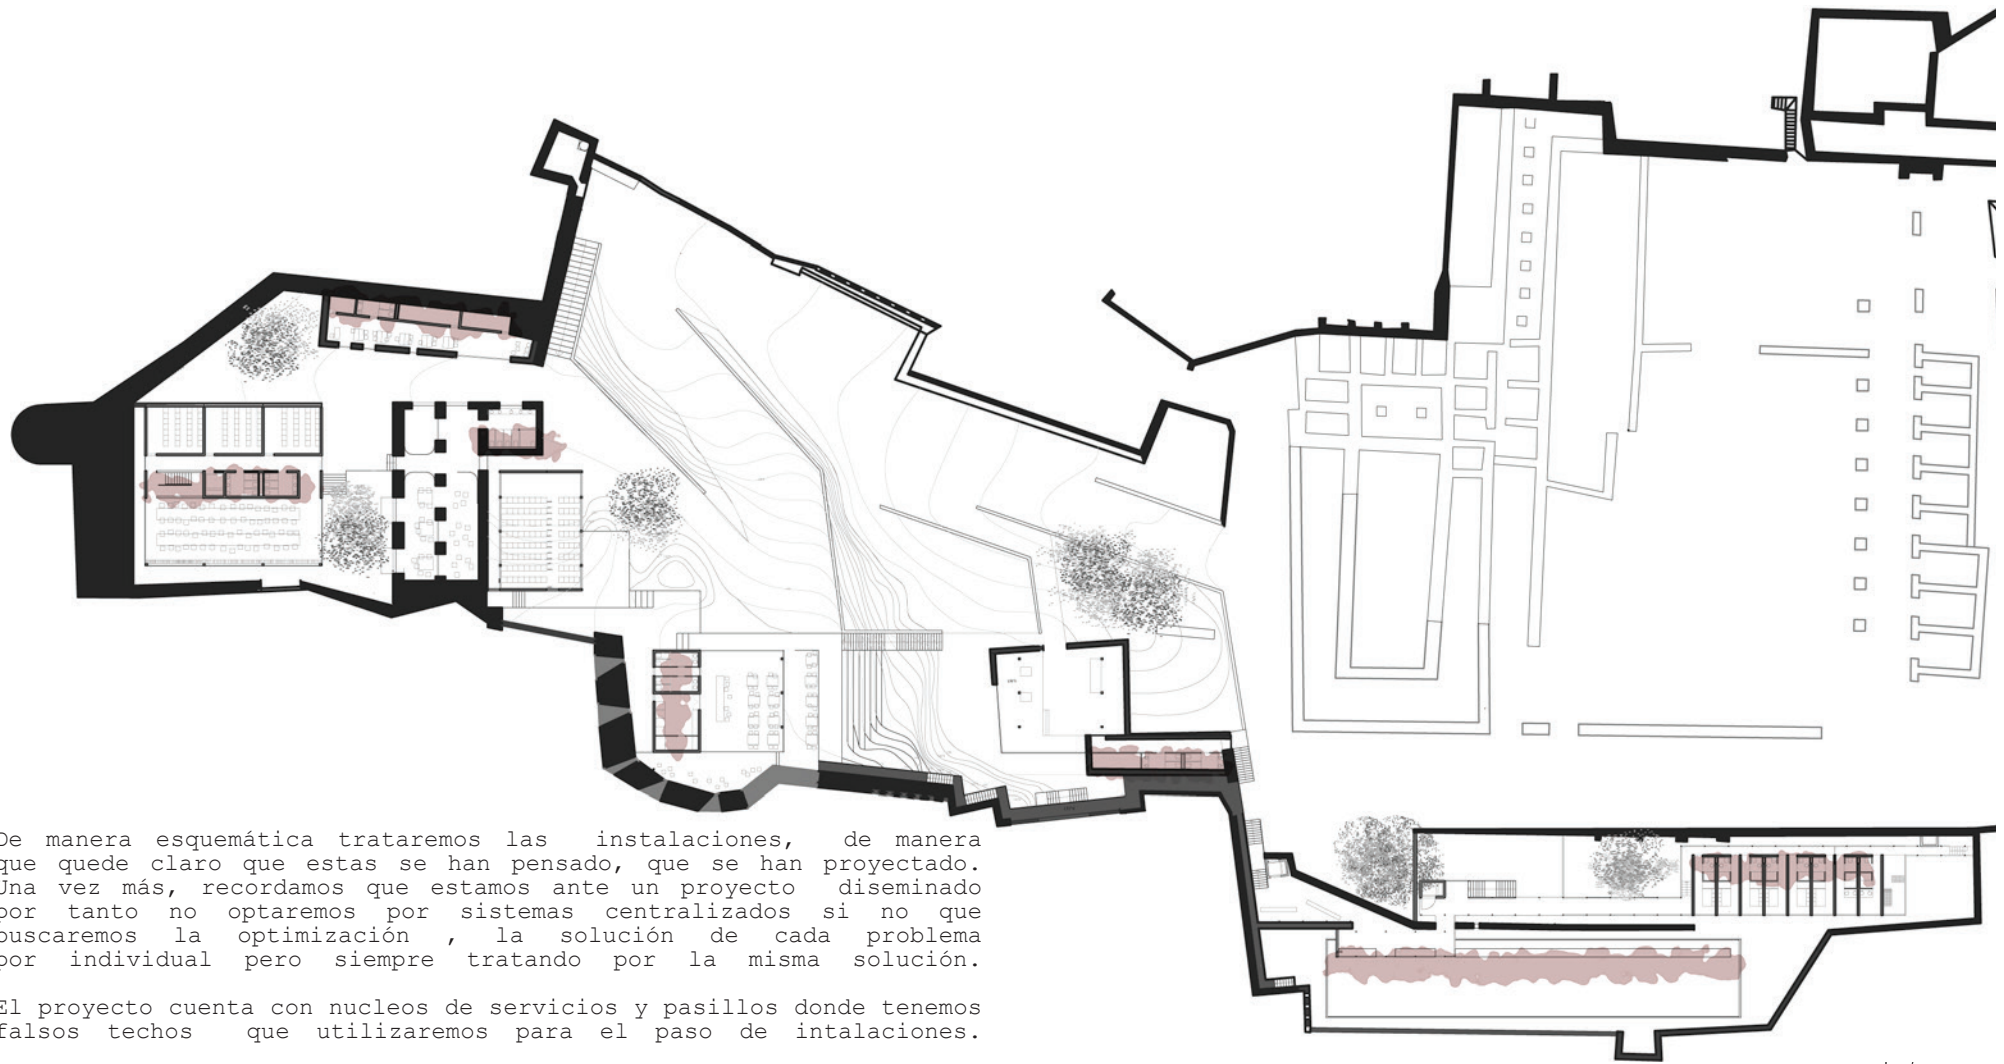 De manera esquemática trataremos las instalaciones, de manera
que quede claro que estas se han pensado, que se han proyectado.
Una vez más, recordamos que estamos ante un proyecto diseminado
por tanto no optaremos por sistemas centralizados si no que
buscaremos la optimización , la solución de cada problema
por individual pero siempre tratando por la misma solución.
El proyecto cuenta con nucleos de servicios y pasillos donde tenemos
falsos techos que utilizaremos para el paso de intalaciones.